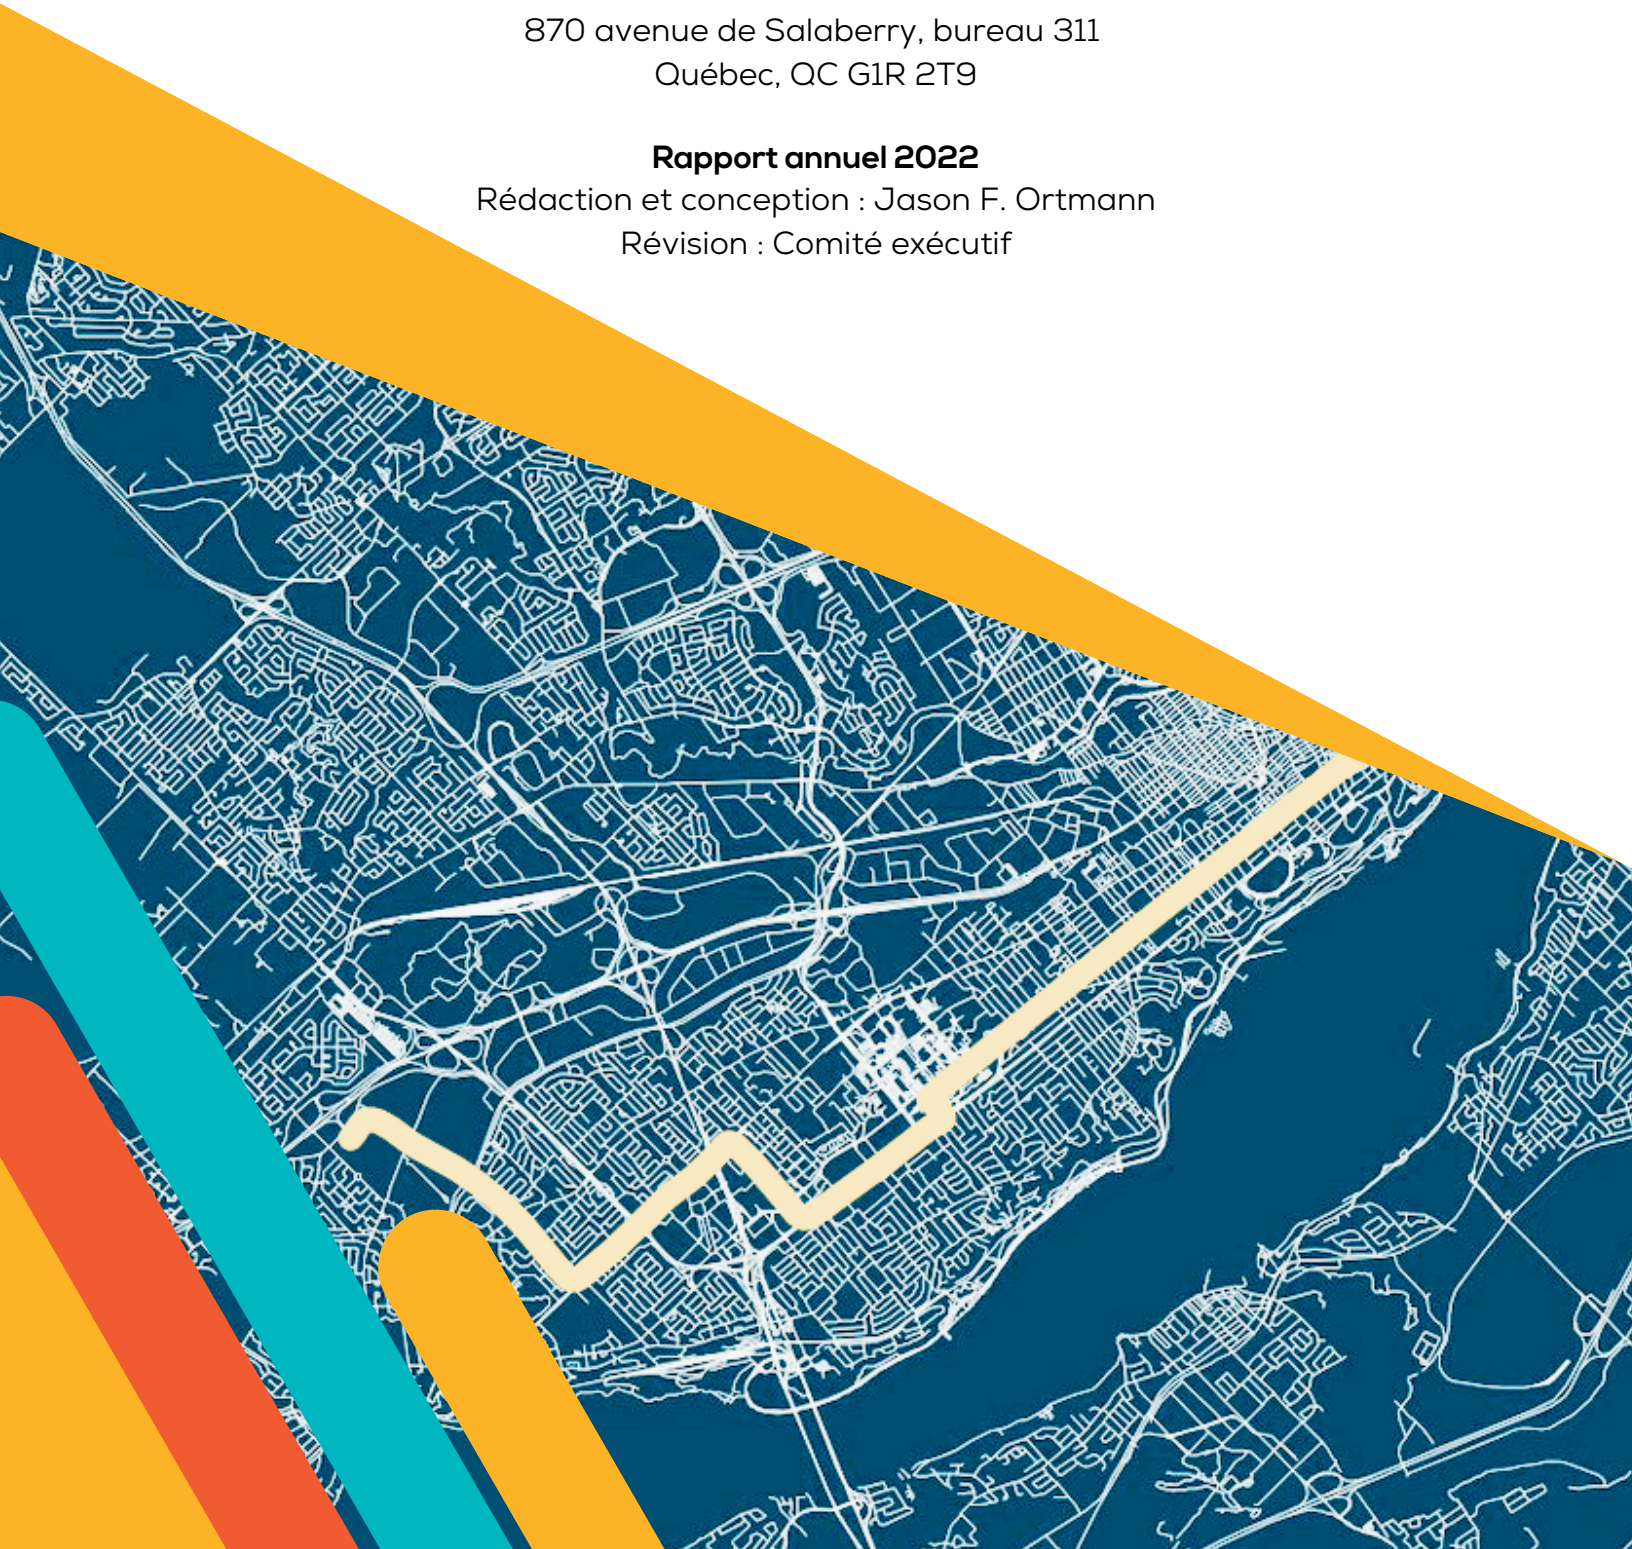 870 avenue de Salaberry, bureau 311
Québec, QC G1R 2T9
Rapport annuel 2022
Rédaction et conception : Jason F. Ortmann
Révision : Comité exécutif